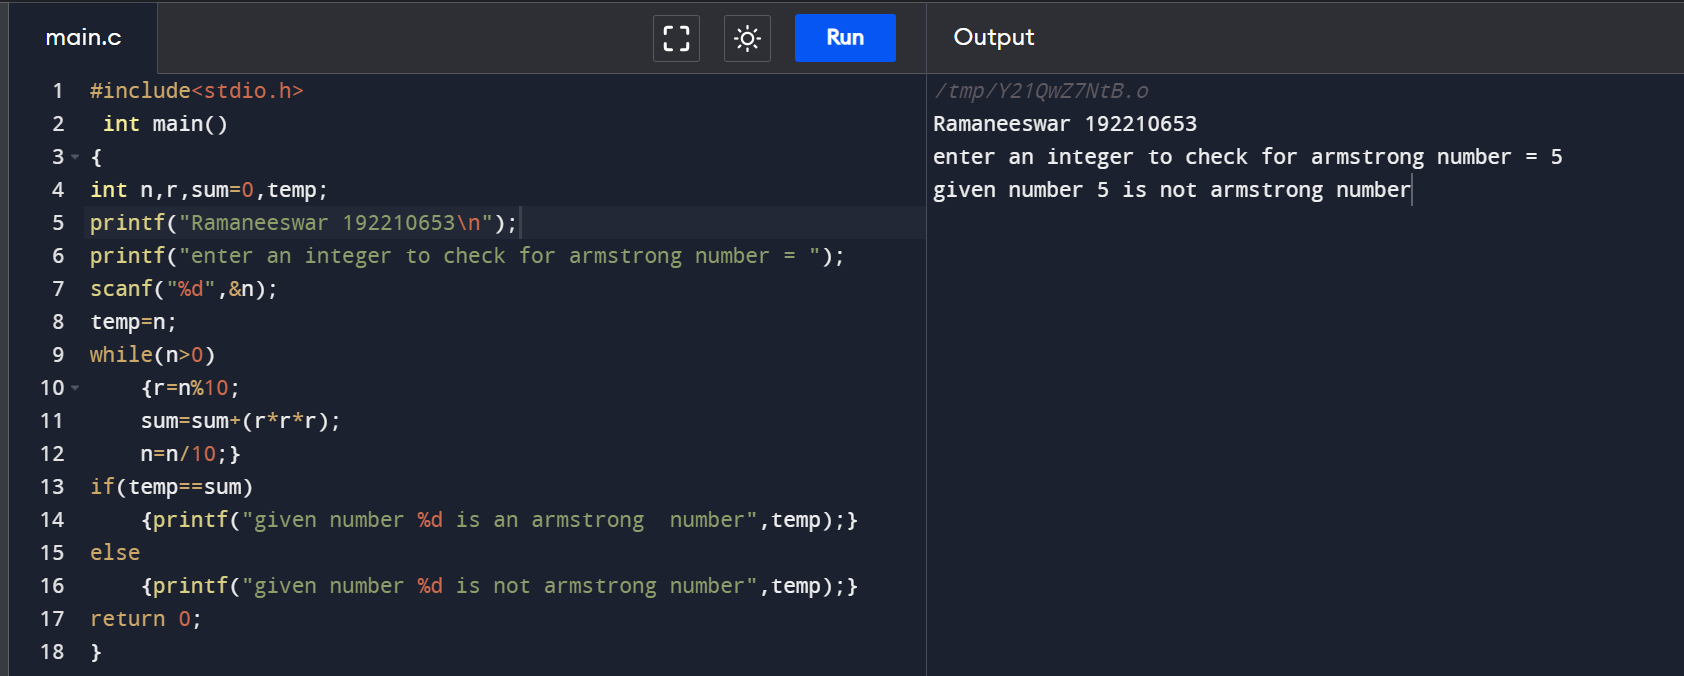 main.c
Run
Output
1 #include<stdio.h>
2 int main()
3 {
4 int n,r,sum=0,temp;
5 printf("Ramaneeswar 192210653\n");
6 printf("enter an integer to check for armstrong number = ");
7 scanf("%d",&n);
8 temp=n;
9 while(n>0)
10 {r=n%10;
11 sum=sum+(r*r*r);
12 n=n/10;}
13 if(temp==sum)
14 {printf("given number %d is an armstrong  number",temp);}
15 else
16 {printf("given number %d is not armstrong number",temp);}
17 return 0;
18 }
/tmp/Y21QwZ7NtB.o
Ramaneeswar 192210653
enter an integer to check for armstrong number = 5
given number 5 is not armstrong number